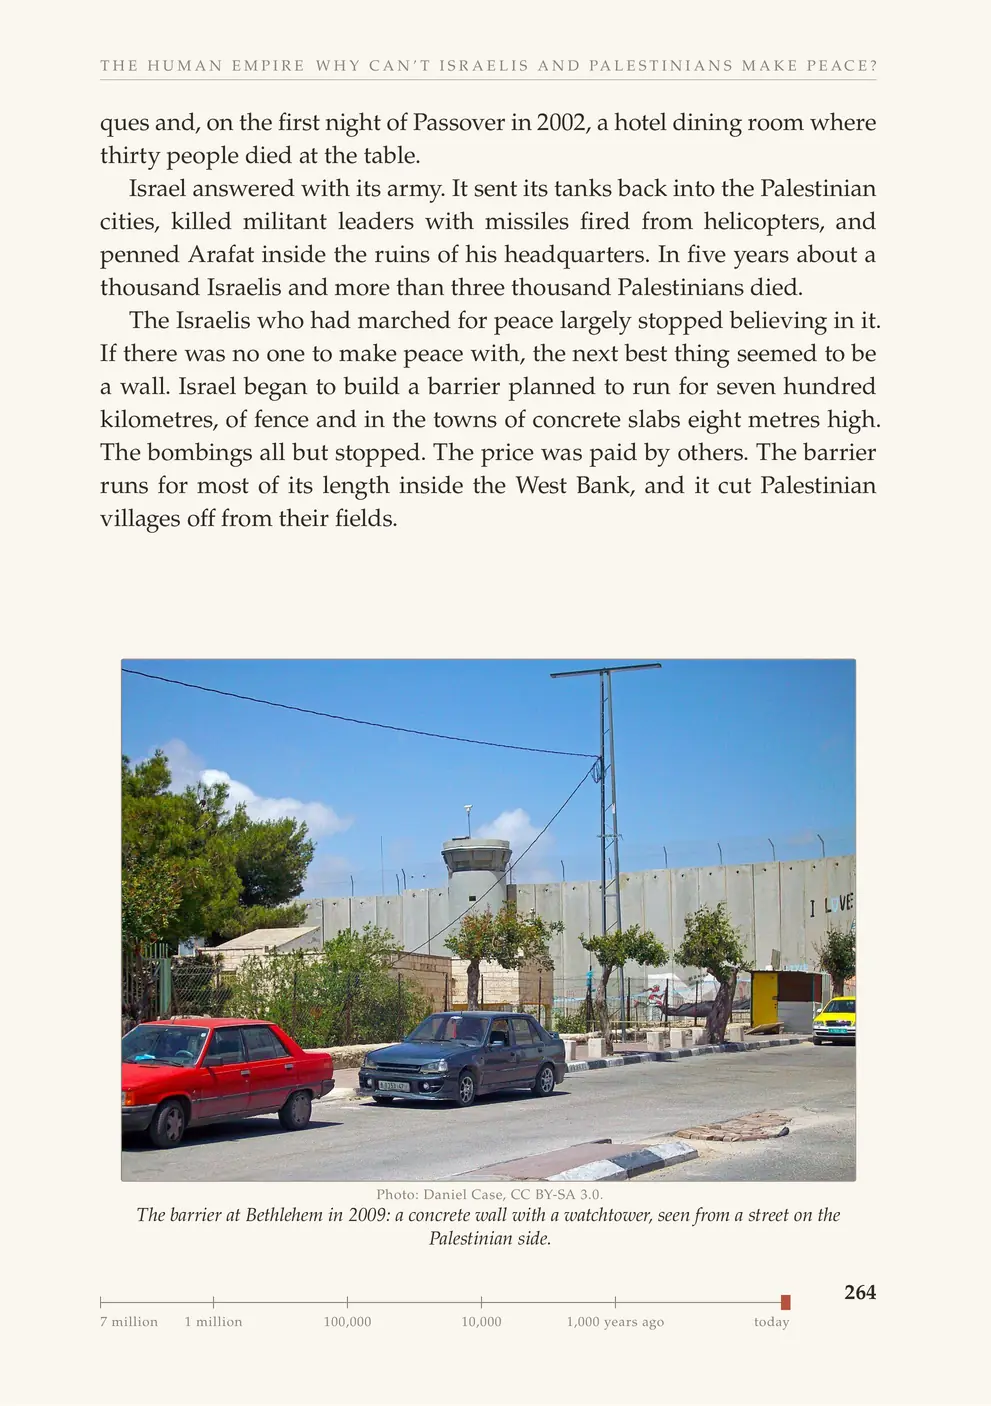 THE HUMAN EMPIRE WHY CAN'T ISRAELIS AND PALESTINIANS MAKE PEACE?
ques and, on the first night of Passover in 2002, a hotel dining room where
thirty people died at the table.
Israel answered with its army. It sent its tanks back into the Palestinian
cities, killed militant leaders with missiles fired from helicopters, and
penned Arafat inside the ruins of his headquarters. In five years about a
thousand Israelis and more than three thousand Palestinians died.
The Israelis who had marched for peace largely stopped believing in it.
If there was no one to make peace with, the next best thing seemed to be
a wall. Israel began to build a barrier planned to run for seven hundred
kilometres, of fence and in the towns of concrete slabs eight metres high.
The bombings all but stopped. The price was paid by others. The barrier
runs for most of its length inside the West Bank, and it cut Palestinian
villages off from their fields.
I LOVE
Photo: Daniel Case, CC BY-SA 3.0.
The barrier at Bethlehem in 2009: a concrete wall with a watchtower, seen from a street on the
Palestinian side.
264
7 million 1 million 100,000 10,000 1,000 years ago today